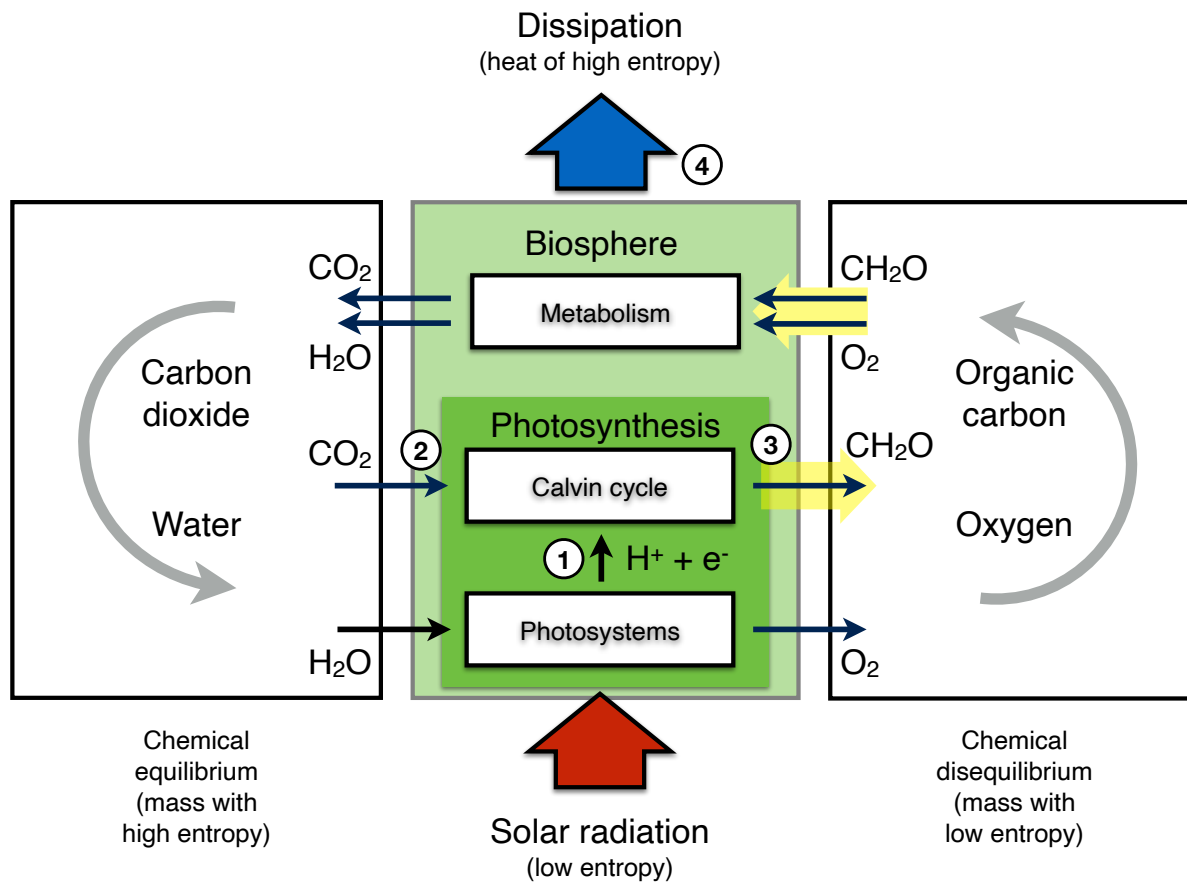 Dissipation
(heat of high entropy)
4
Biosphere
CO₂
Metabolism
CH₂O
H₂O
O₂
Carbon
dioxide
Organic
carbon
Photosynthesis
CO₂
2
Calvin cycle
3
CH₂O
Water
Oxygen
1
H⁺ + e⁻
H₂O
Photosystems
O₂
Chemical
equilibrium
(mass with
high entropy)
Chemical
disequilibrium
(mass with
low entropy)
Solar radiation
(low entropy)